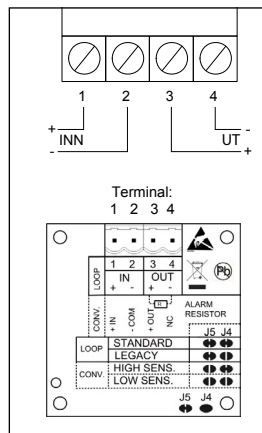 1 2 3 4
+ -
INN UT
- +
Terminal:
1 2 3 4
LOOP
1 2 3 4
IN OUT
+ - + -
R
Pb
CONV.
+ IN
- COM
+ OUT
NC
ALARM
RESISTOR
J5 J4
LOOP STANDARD
LEGACY
CONV. HIGH SENS.
LOW SENS.
J5 J4